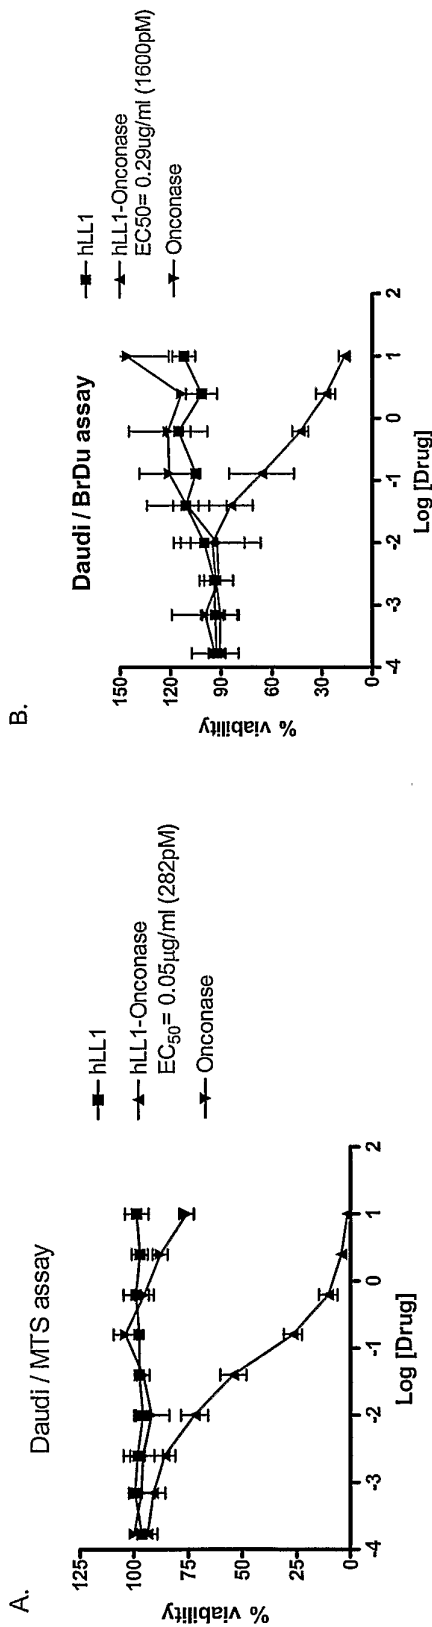 A.
Daudi / MTS assay
hLL1
hLL1-Onconase
EC50= 0.05µg/ml (282pM)
Onconase
% viability
125
100
75
50
25
0
-4
-3
-2
-1
0
1
2
Log [Drug]
B.
Daudi / BrDu assay
hLL1
hLL1-Onconase
EC50= 0.29ug/ml (1600pM)
Onconase
% viability
150
120
90
60
30
0
-4
-3
-2
-1
0
1
2
Log [Drug]